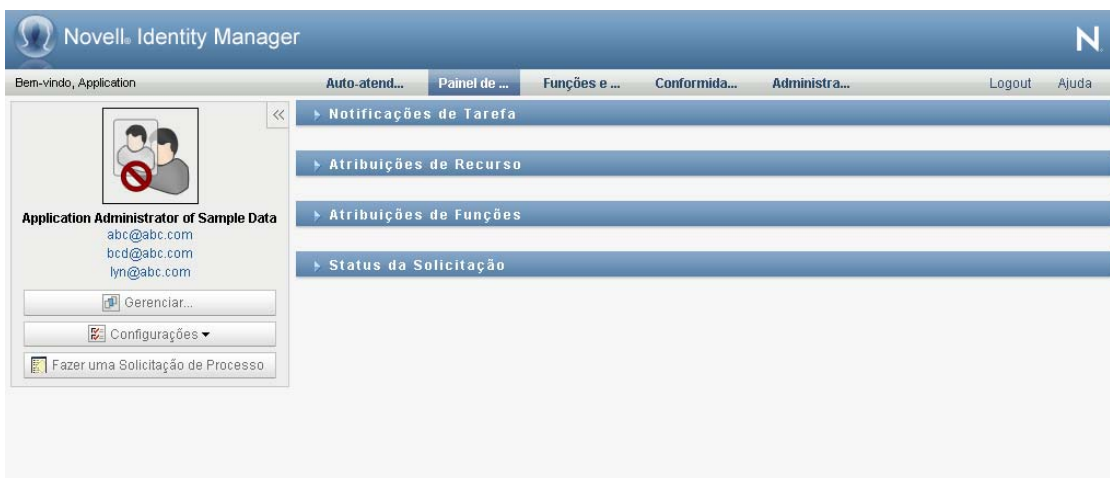 Novell® Identity Manager
N
Bem-vindo, Application
Auto-atend... Painel de ... Funções e ... Conformida... Administra... Logout Ajuda
Notificações de Tarefa
Atribuições de Recurso
Application Administrator of Sample Data
abc@abc.com
bcd@abc.com
lyn@abc.com
Gerenciar...
Configurações
Fazer uma Solicitação de Processo
Atribuições de Funções
Status da Solicitação